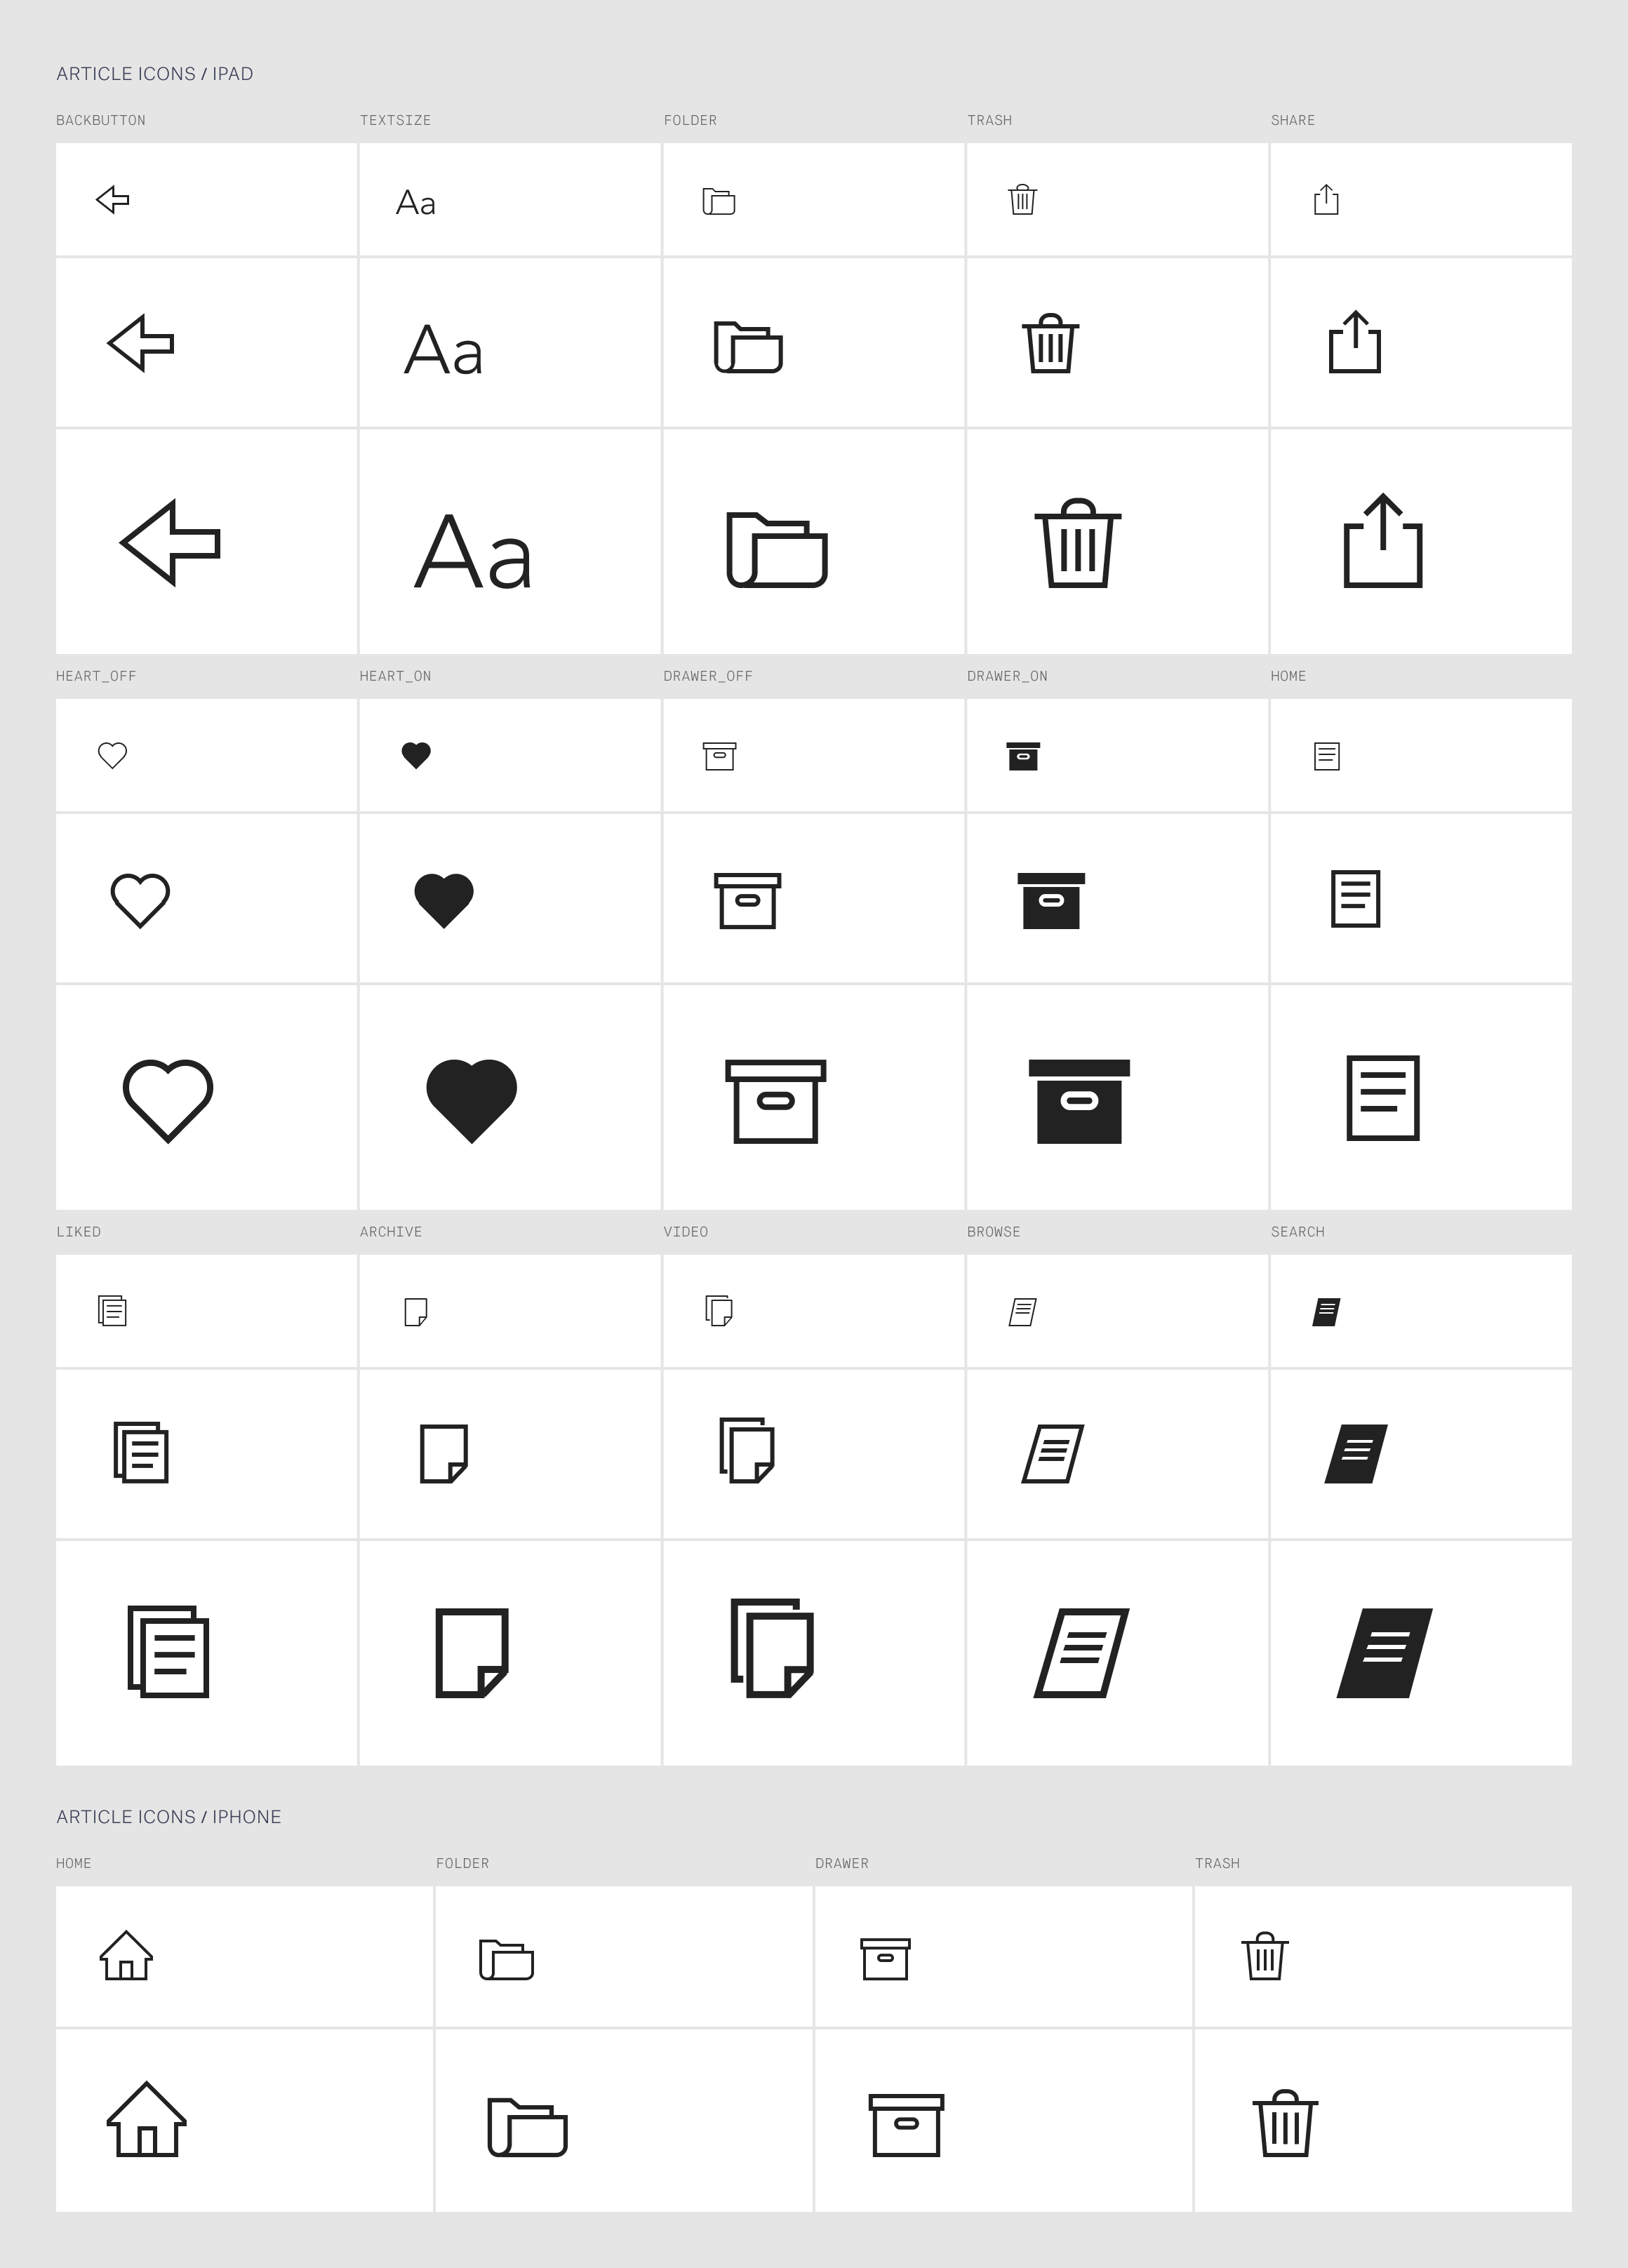 ARTICLE ICONS / IPAD
BACKBUTTON TEXTSIZE FOLDER TRASH SHARE
Aa
Aa
Aa
HEART_OFF HEART_ON DRAWER_OFF DRAWER_ON HOME
LIKED ARCHIVE VIDEO BROWSE SEARCH
ARTICLE ICONS / IPHONE
HOME FOLDER DRAWER TRASH